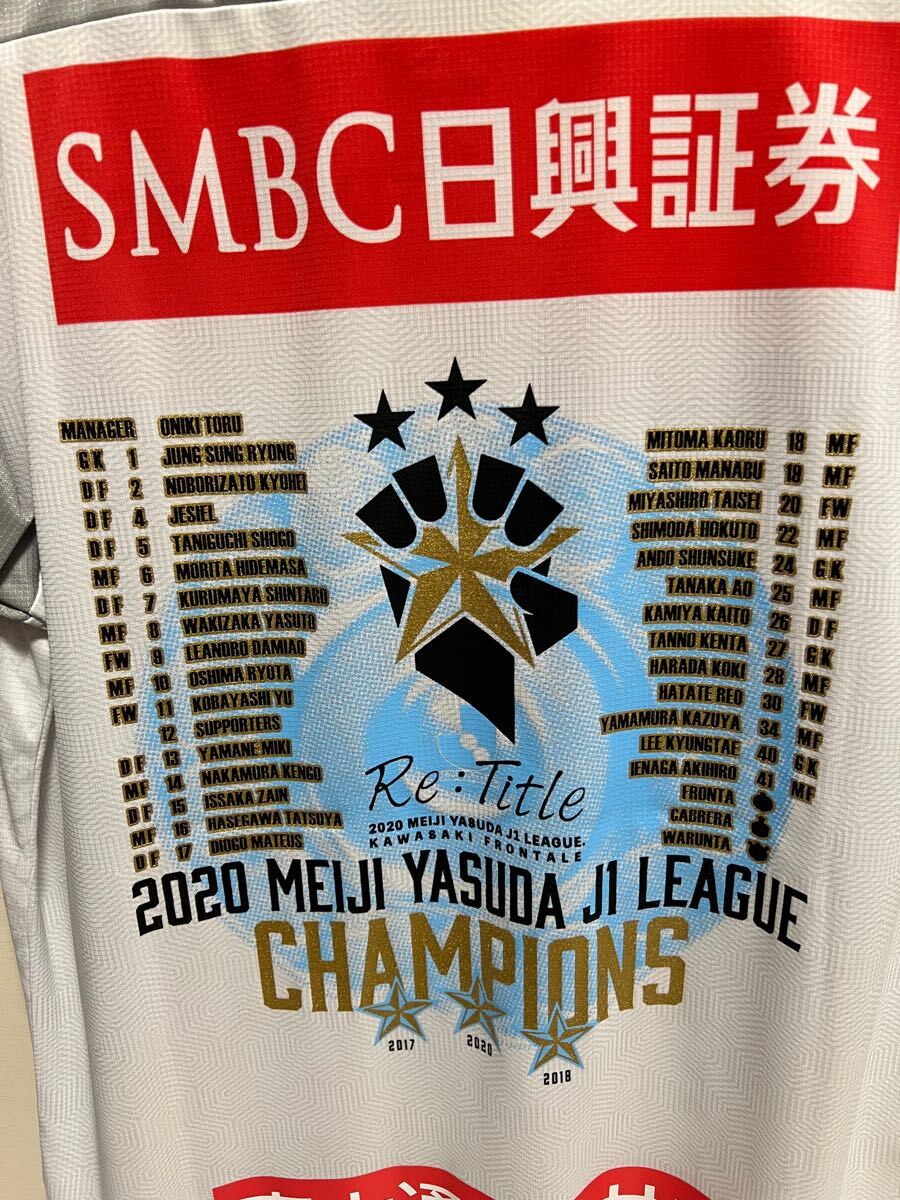 SMBC日興証券
MANAGER ONIKI TORU
GK 1 JUNG SUNG RYONG
DF 2 NOBORIZATO KYOHEI
DF 4 JESIEL
DF 5 TANIGUCHI SHOGO
MF 6 MORITA HIDEMASA
DF 7 KURUMAYA SHINTARO
MF 8 WAKIZAKA YASUTO
FW 9 LEANDRO DAMIAO
MF 10 OSHIMA RYOTA
FW 11 KOBAYASHI YU
12 SUPPORTERS
DF 13 YAMANE MIKI
MF 14 NAKAMURA KENGO
DF 15 ISSAKA ZAIN
MF 16 HASEGAWA TATSUYA
DF 17 DIOGO MATEUS
MITOMA KAORU 18 MF
SAITO MANABU 19 MF
MIYASHIRO TAISEI 20 FW
SHIMODA HOKUTO 22 MF
ANDO SHUNSUKE 24 GK
TANAKA AO 25 MF
KAMIYA KAITO 26 DF
TANNO KENTA 27 GK
HARADA KOKI 28 MF
HATATE REO 30 FW
YAMAMURA KAZUYA 34 MF
LEE KYUNGTAE 40 GK
IENAGA AKIHIRO 41 MF
FRONTA
CABRERA
WARUNTA
Re:Title
2020 MEIJI YASUDA J1 LEAGUE.
KAWASAKI FRONTALE
2020 MEIJI YASUDA J1 LEAGUE
CHAMPIONS
2017
2020
2018